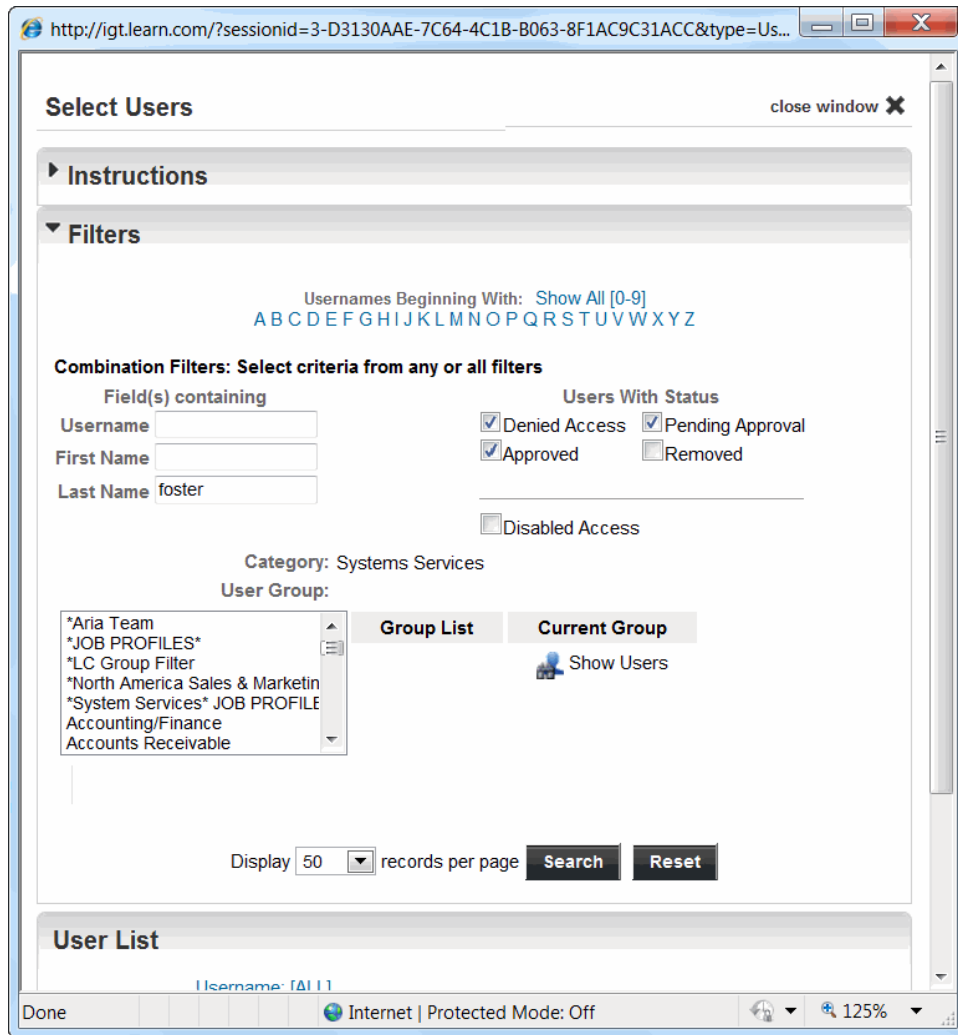 http://igt.learn.com/?sessionid=3-D3130AAE-7C64-4C1B-B063-8F1AC9C31ACC&type=Us...
Select Users
close window
Instructions
Filters
Usernames Beginning With: Show All [0-9]
A B C D E F G H I J K L M N O P Q R S T U V W X Y Z
Combination Filters: Select criteria from any or all filters
Field(s) containing
Users With Status
Username
Denied Access
Pending Approval
First Name
Approved
Removed
Last Name foster
Disabled Access
Category: Systems Services
User Group:
*Aria Team
*JOB PROFILES*
*LC Group Filter
*North America Sales & Marketin
*System Services* JOB PROFILE
Accounting/Finance
Accounts Receivable
Group List
Current Group
Show Users
Display 50 records per page Search Reset
User List
Username: [ALL]
Done
Internet | Protected Mode: Off
125%